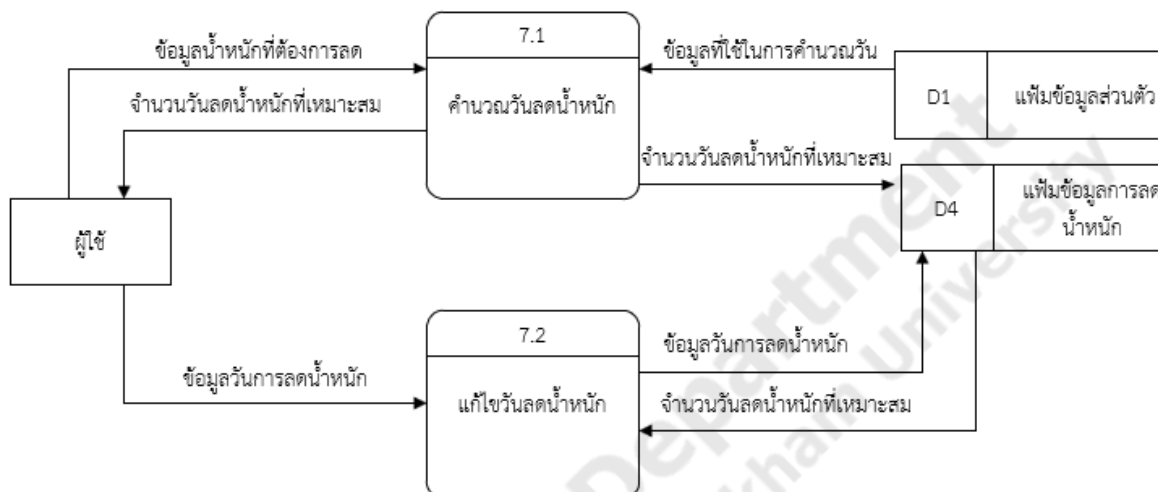 7.1
ข้อมูลน้ำหนักที่ต้องการลด
ข้อมูลที่ใช้ในการคำนวณวัน
จำนวนวันลดน้ำหนักที่เหมาะสม
คำนวณวันลดน้ำหนัก
D1
แฟ้มข้อมูลส่วนตัว
จำนวนวันลดน้ำหนักที่เหมาะสม
D4
แฟ้มข้อมูลการลด
น้ำหนัก
ผู้ใช้
7.2
ข้อมูลวันการลดน้ำหนัก
ข้อมูลวันการลดน้ำหนัก
แก้ไขวันลดน้ำหนัก
จำนวนวันลดน้ำหนักที่เหมาะสม
Department
University